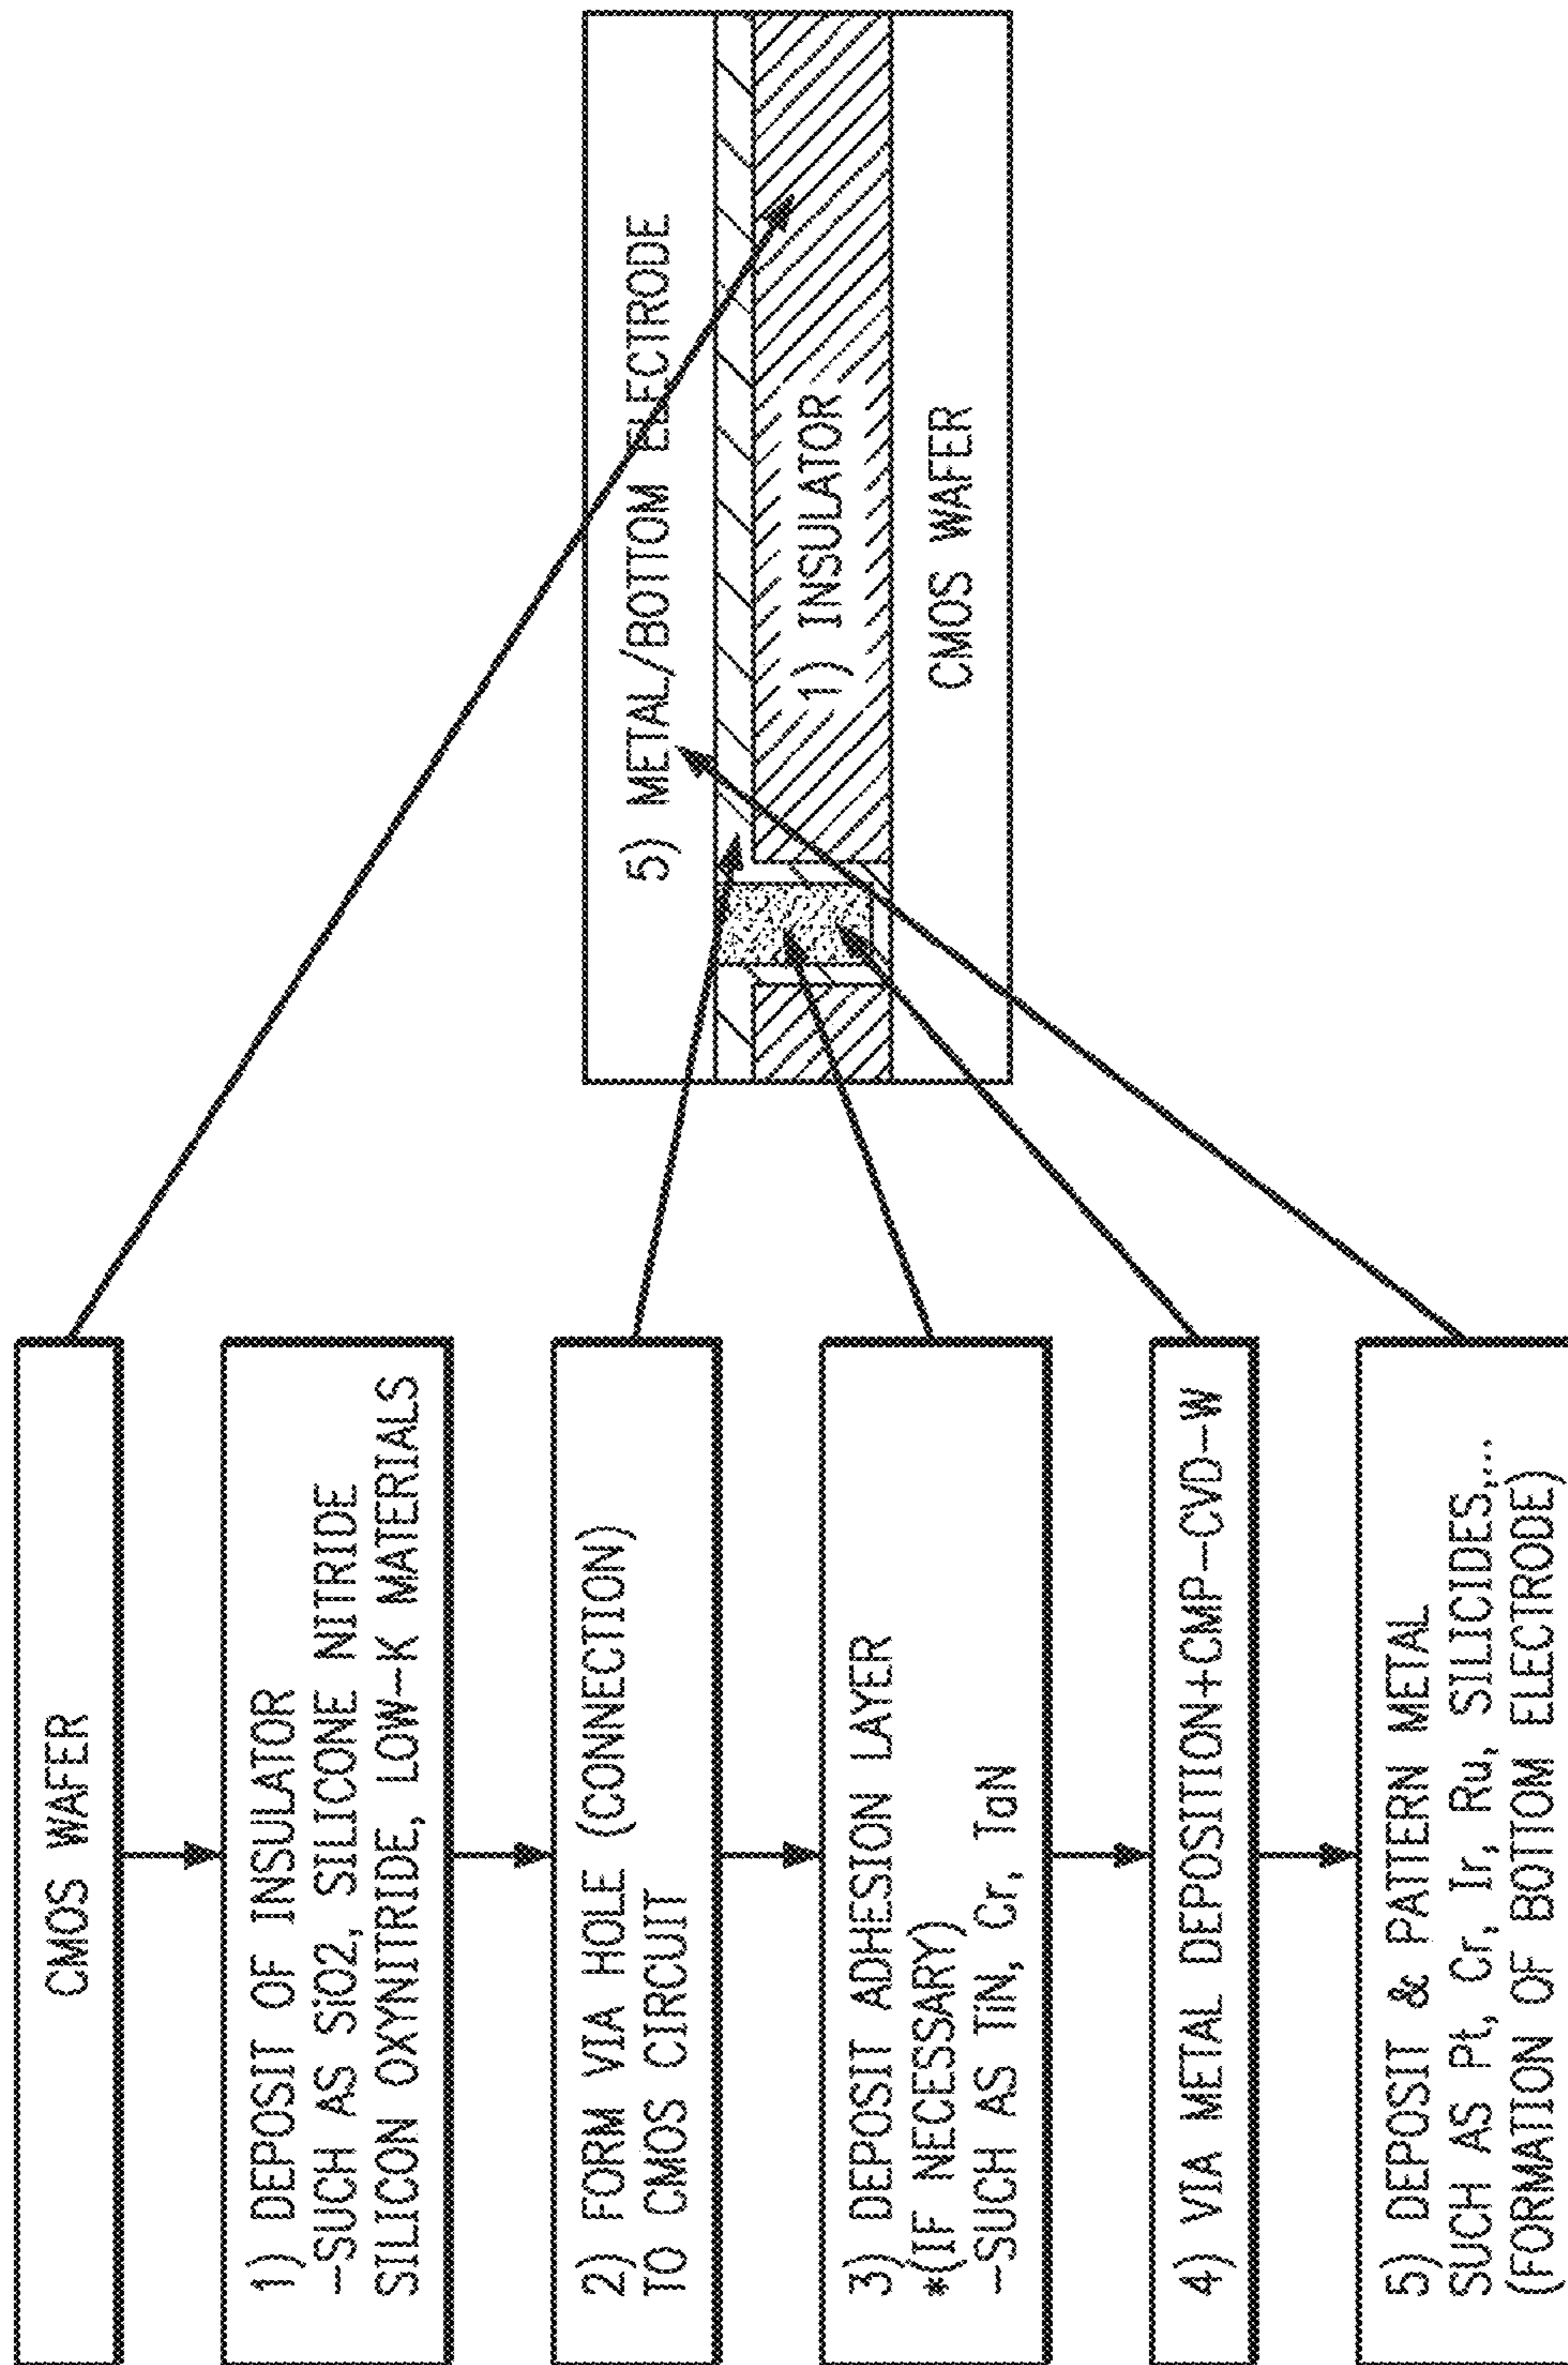 CMOS WAFER
1) DEPOSIT OF INSULATOR
-SUCH AS SiO2, SILICONE NITRIDE
SILICON OXYNITRIDE, LOW-K MATERIALS
2) FORM VIA HOLE (CONNECTION)
TO CMOS CIRCUIT
3) DEPOSIT ADHESION LAYER
*(IF NECESSARY)
-SUCH AS TiN, Cr, TaN
4) VIA METAL DEPOSITION+CMP-CVD-W
5) DEPOSIT & PATTERN METAL
SUCH AS Pt, Cr, Ir, Ru, SILICIDES,...
(FORMATION OF BOTTOM ELECTRODE)
5) METAL/BOTTOM ELECTRODE
1) INSULATOR
CMOS WAFER